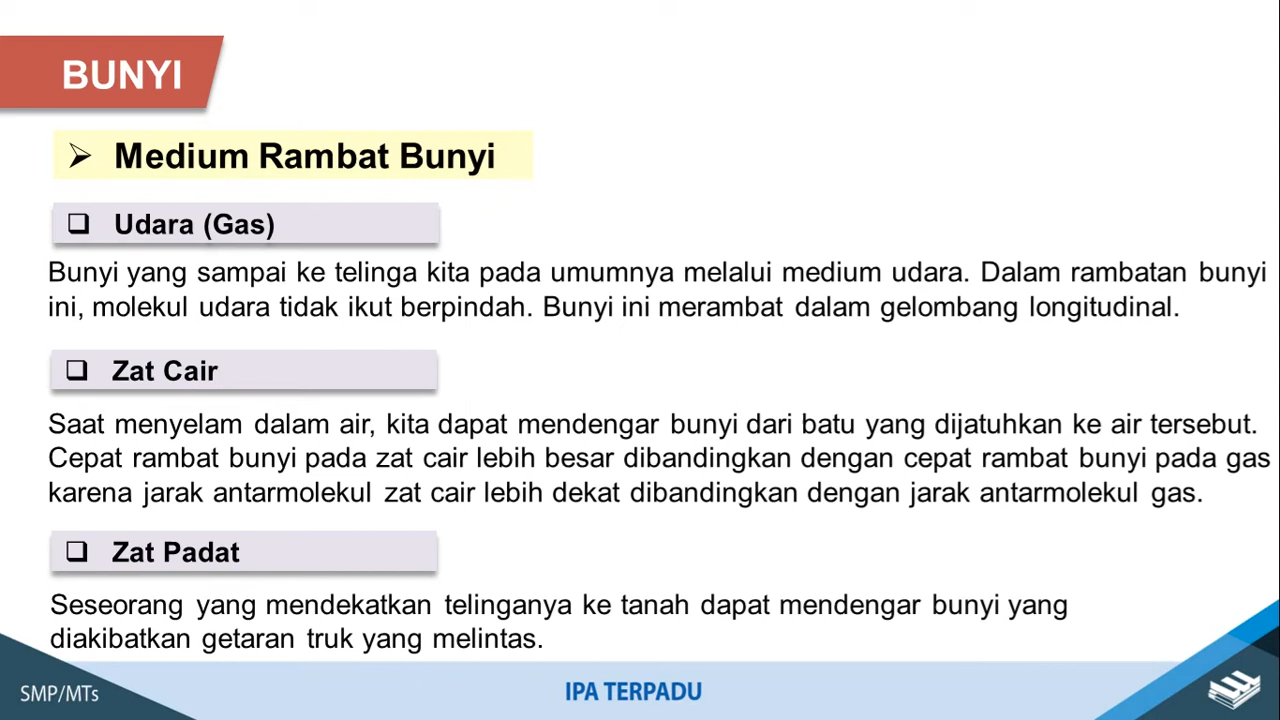 BUNYI
Medium Rambat Bunyi
Udara (Gas)
Bunyi yang sampai ke telinga kita pada umumnya melalui medium udara. Dalam rambatan bunyi
ini, molekul udara tidak ikut berpindah. Bunyi ini merambat dalam gelombang longitudinal.
Zat Cair
Saat menyelam dalam air, kita dapat mendengar bunyi dari batu yang dijatuhkan ke air tersebut.
Cepat rambat bunyi pada zat cair lebih besar dibandingkan dengan cepat rambat bunyi pada gas
karena jarak antarmolekul zat cair lebih dekat dibandingkan dengan jarak antarmolekul gas.
Zat Padat
Seseorang yang mendekatkan telinganya ke tanah dapat mendengar bunyi yang
diakibatkan getaran truk yang melintas.
SMP/MTs
IPA TERPADU